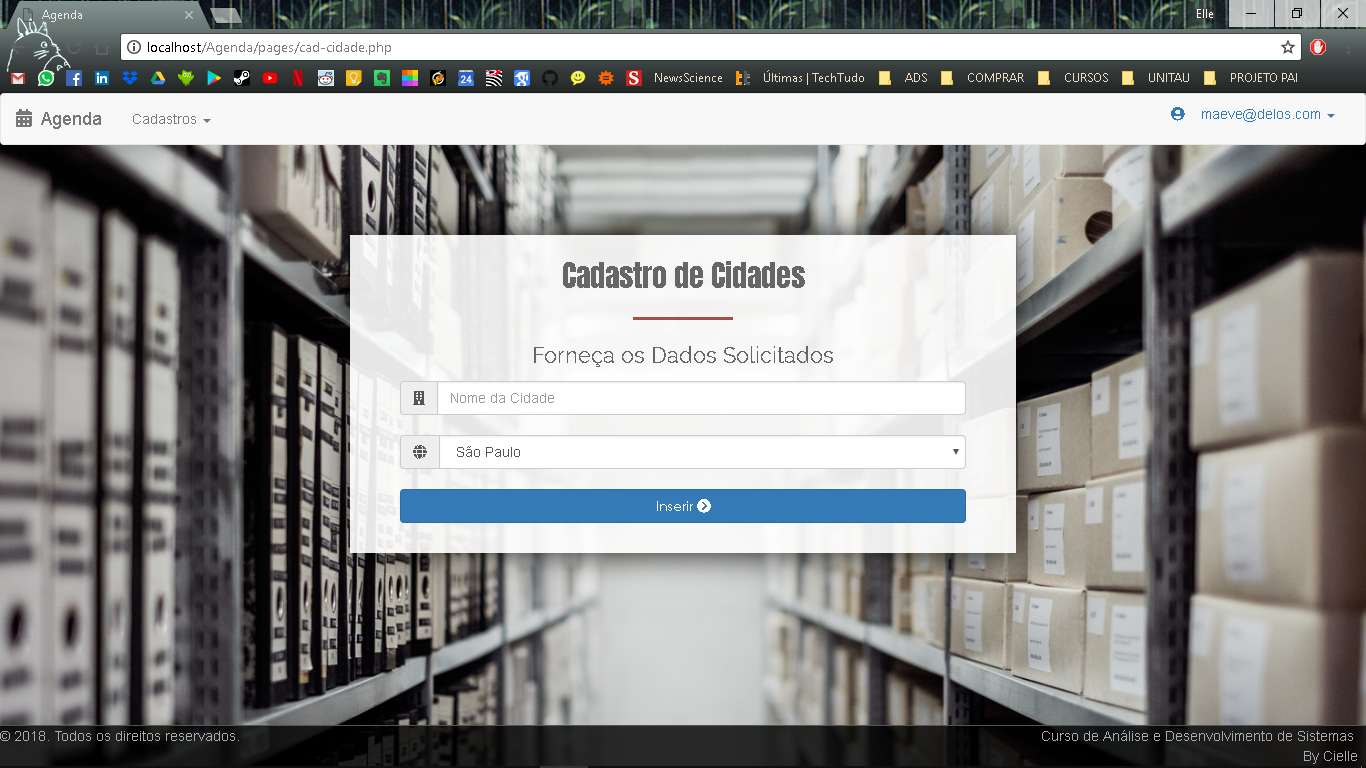 Agenda
Elle
localhost/Agenda/pages/cad-cidade.php
24 S NewsScience Últimas | TechTudo ADS COMPRAR CURSOS UNITAU PROJETO PAI
Agenda Cadastros maeve@delos.com
Cadastro de Cidades
Forneça os Dados Solicitados
Nome da Cidade
São Paulo
Inserir
© 2018. Todos os direitos reservados.
Curso de Análise e Desenvolvimento de Sistemas
By Cielle